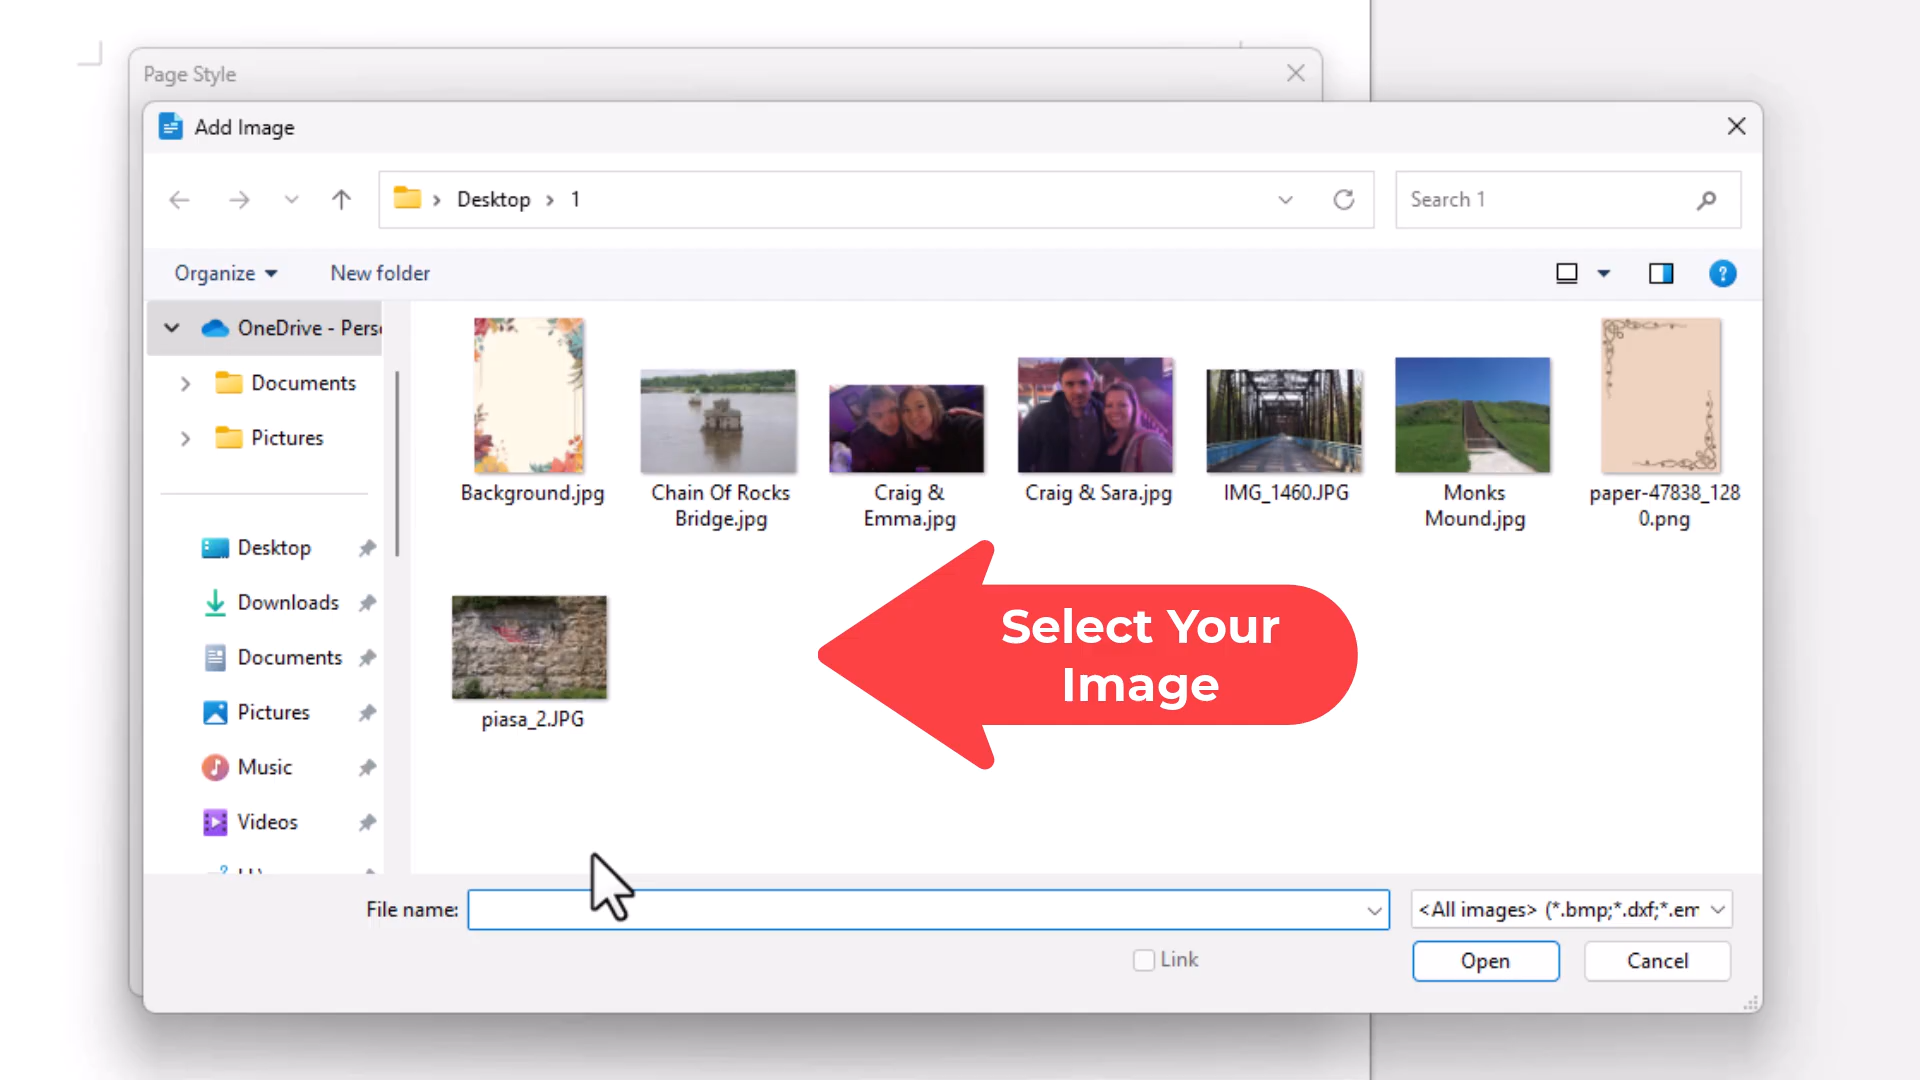 Page Style
Add Image
Desktop
1
Search 1
Organize
New folder
?
OneDrive - Pers
Documents
Pictures
Desktop
Downloads
Documents
Pictures
Music
Videos
Background.jpg
Chain Of Rocks
Bridge.jpg
Craig &
Emma.jpg
Craig & Sara.jpg
IMG_1460.JPG
Monks
Mound.jpg
paper-47838_128
0.png
piasa_2.JPG
Select Your
Image
File name:
<All images> (*.bmp;*.dxf;*.em
Link
Open
Cancel